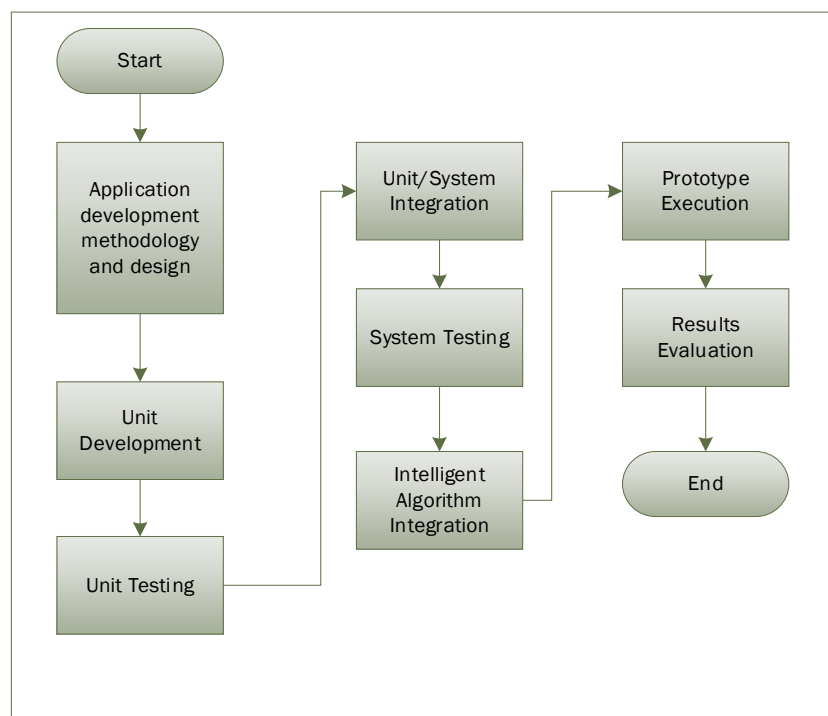 Start
Application
development
methodology
and design
Unit
Development
Unit Testing
Unit/System
Integration
System Testing
Intelligent
Algorithm
Integration
Prototype
Execution
Results
Evaluation
End